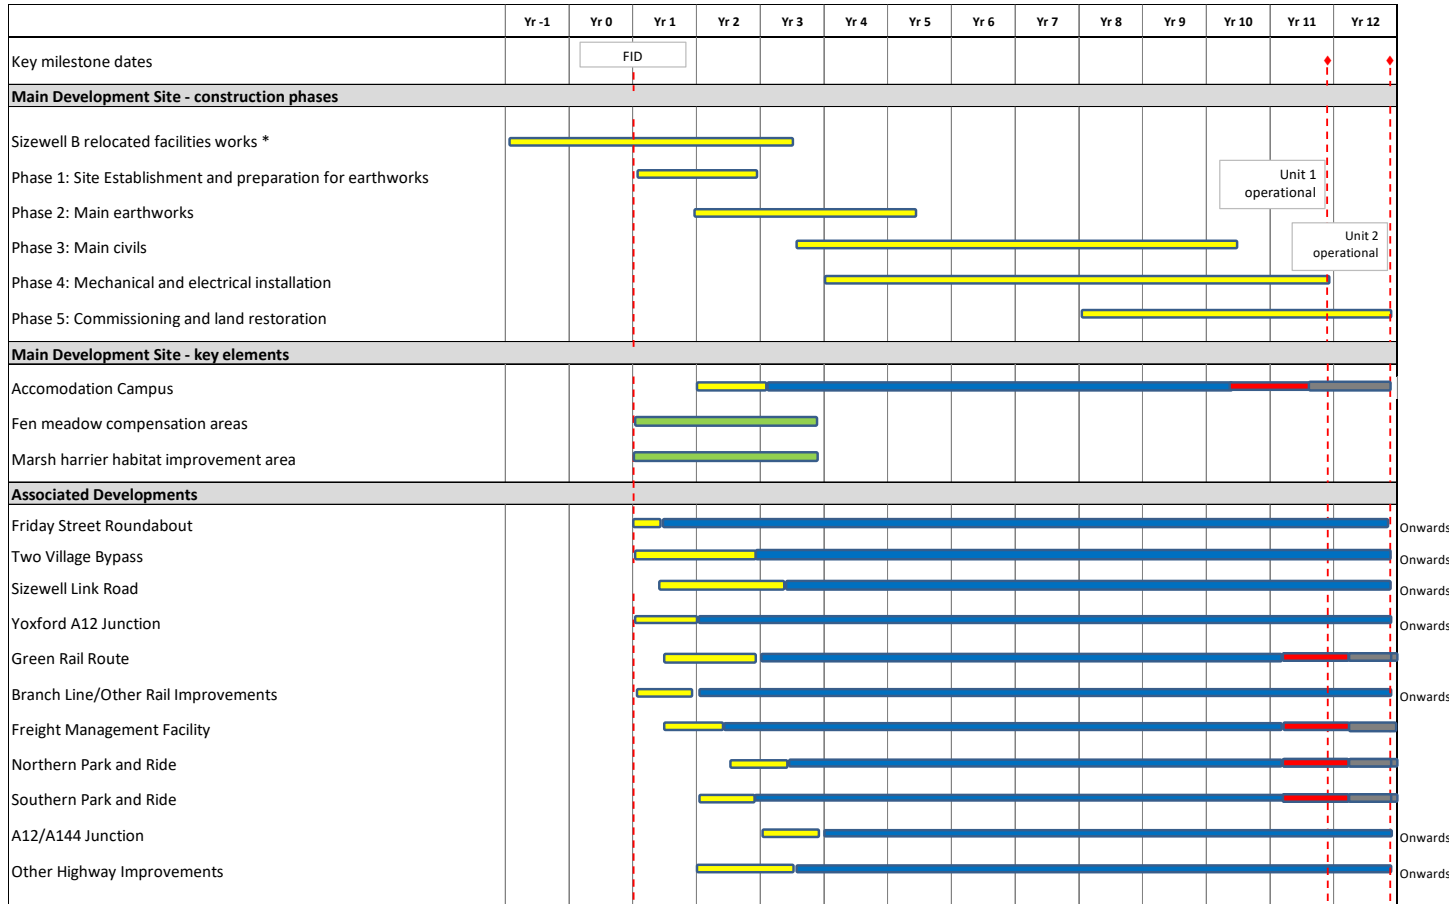 Yr -1 Yr 0 Yr 1 Yr 2 Yr 3 Yr 4 Yr 5 Yr 6 Yr 7 Yr 8 Yr 9 Yr 10 Yr 11 Yr 12
Key milestone dates
FID
Main Development Site - construction phases
Sizewell B relocated facilities works *
Phase 1: Site Establishment and preparation for earthworks
Unit 1
operational
Phase 2: Main earthworks
Phase 3: Main civils
Unit 2
operational
Phase 4: Mechanical and electrical installation
Phase 5: Commissioning and land restoration
Main Development Site - key elements
Accomodation Campus
Fen meadow compensation areas
Marsh harrier habitat improvement area
Associated Developments
Friday Street Roundabout Onwards
Two Village Bypass Onwards
Sizewell Link Road Onwards
Yoxford A12 Junction Onwards
Green Rail Route
Branch Line/Other Rail Improvements Onwards
Freight Management Facility
Northern Park and Ride
Southern Park and Ride
A12/A144 Junction Onwards
Other Highway Improvements Onwards